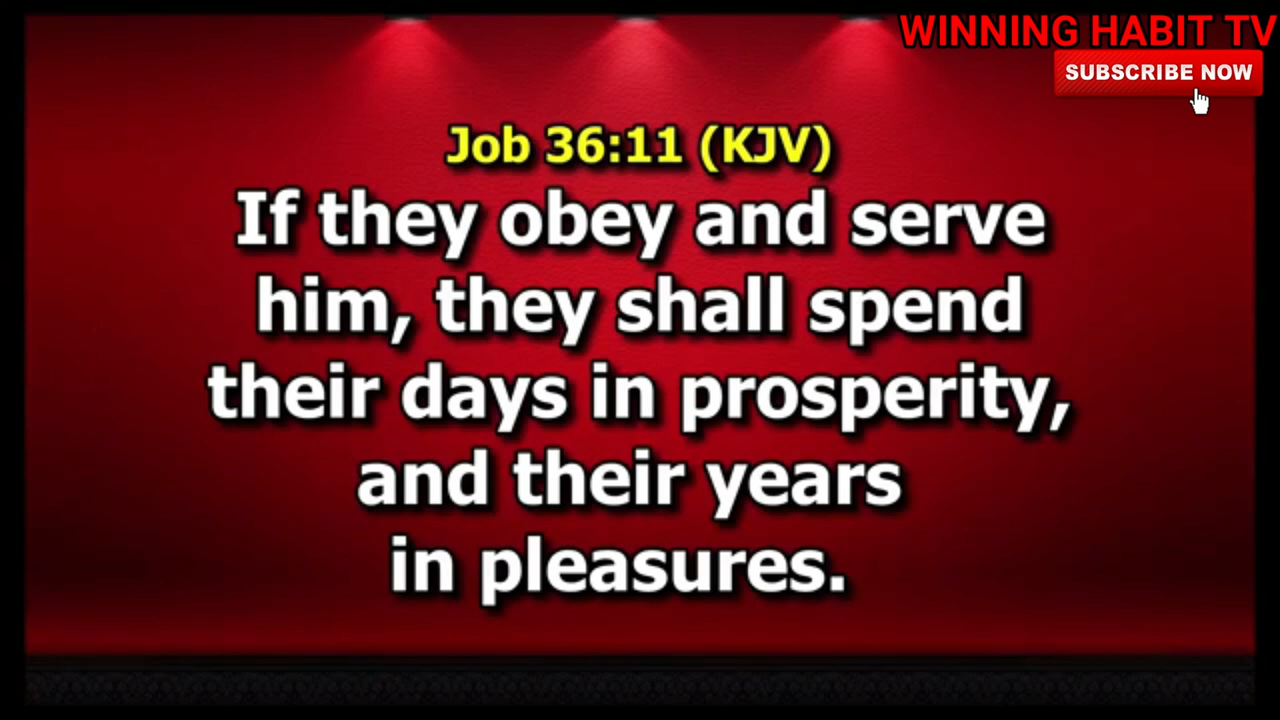 WINNING HABIT TV
SUBSCRIBE NOW
Job 36:11 (KJV)
If they obey and serve
him, they shall spend
their days in prosperity,
and their years
in pleasures.